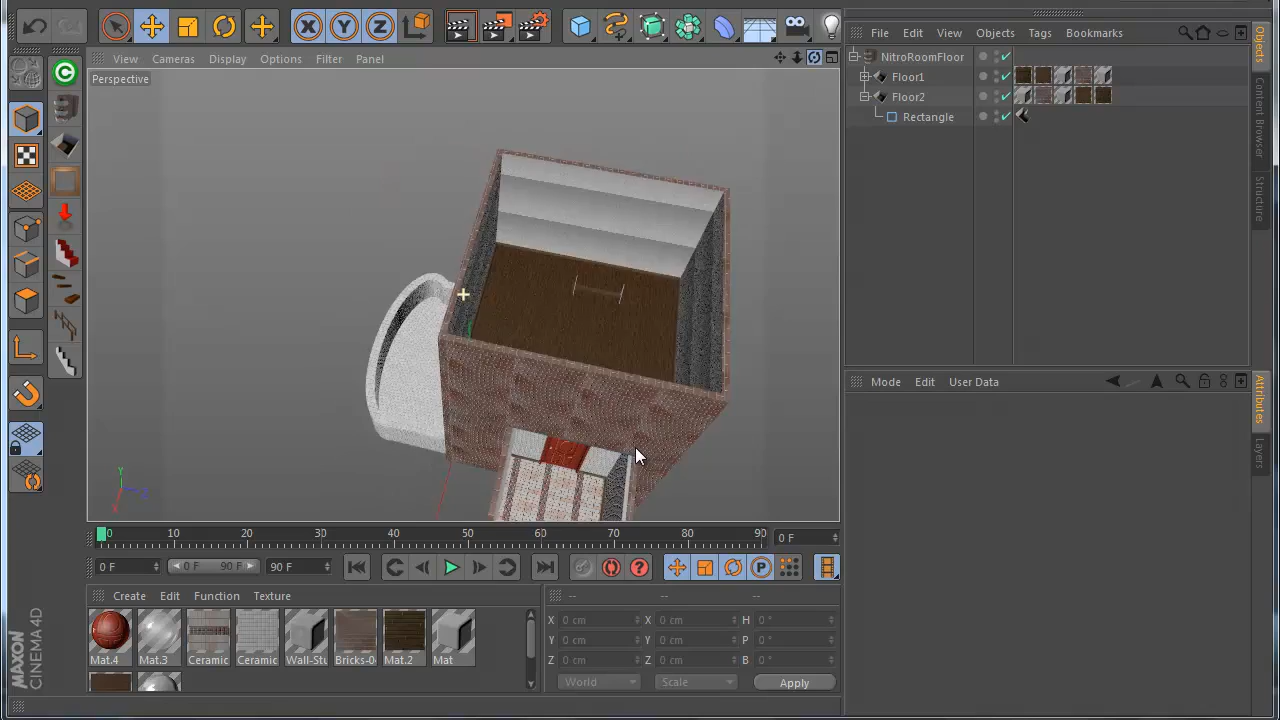 X Y Z
File Edit View Objects Tags Bookmarks
View Cameras Display Options Filter Panel
Perspective
NitroRoomFloor
Floor1
Floor2
Rectangle
Objects
Content Browser
Structure
Mode Edit User Data
Attributes
Layers
Y
Z
X
0 10 20 30 40 50 60 70 80 90 0 F
0 F 0 F 90 F 90 F
P
Create Edit Function Texture
-- -- --
X 0 cm X 0 cm H 0 °
Y 0 cm Y 0 cm P 0 °
Z 0 cm Z 0 cm B 0 °
World Scale Apply
Mat.4 Mat.3 Ceramic Ceramic Wall-Stu Bricks-0 Mat.2 Mat
MAXON
CINEMA 4D